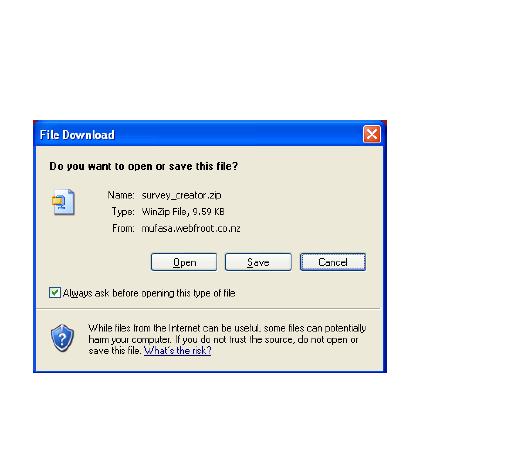 File Download
Do you want to open or save this file?
Name: survey_creator.zip
Type: WinZip File, 9.59 KB
From: mufasa.webfroot.co.nz
Open Save Cancel
Always ask before opening this type of file
While files from the Internet can be useful, some files can potentially
harm your computer. If you do not trust the source, do not open or
save this file. What's the risk?